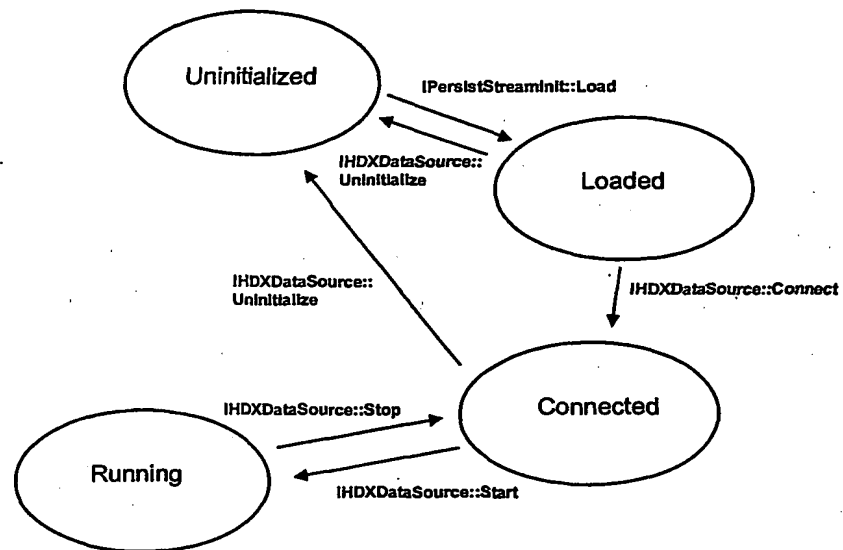 Uninitialized
IPersistStreamInit::Load
IHDXDataSource::
Uninitialize
Loaded
IHDXDataSource::
Uninitialize
IHDXDataSource::Connect
IHDXDataSource::Stop
Connected
Running
IHDXDataSource::Start